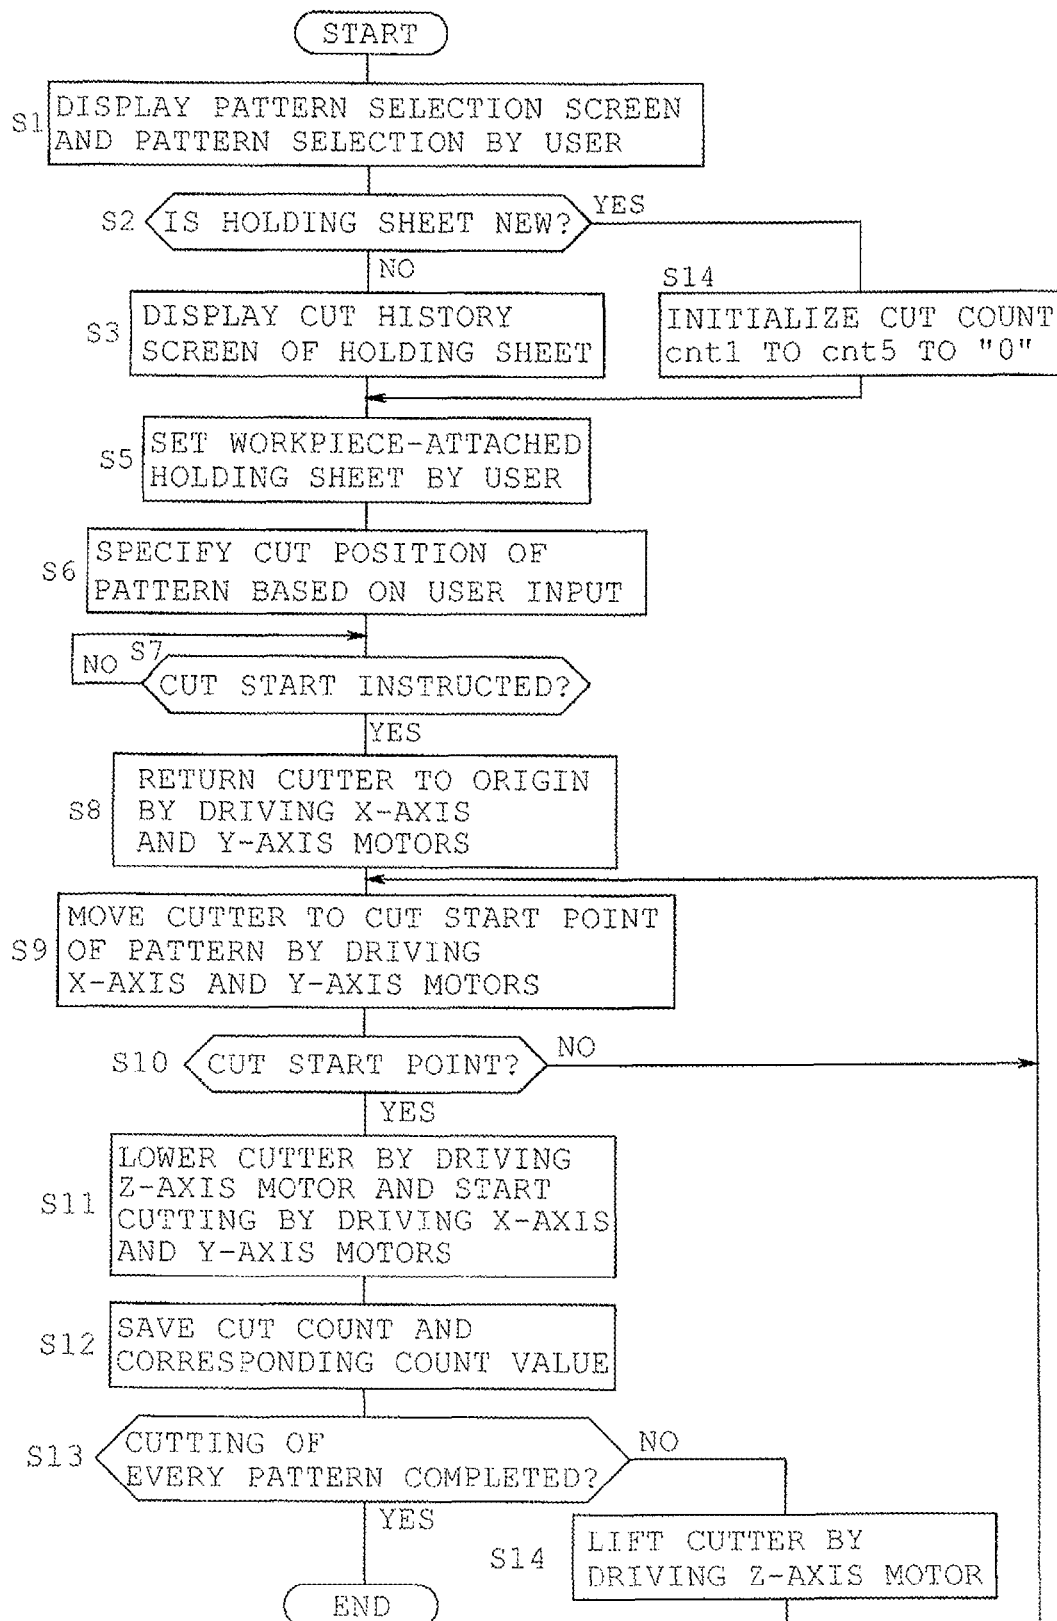 START
S1
DISPLAY PATTERN SELECTION SCREEN
AND PATTERN SELECTION BY USER
S2
IS HOLDING SHEET NEW?
YES
NO
S14
INITIALIZE CUT COUNT
cnt1 TO cnt5 TO "0"
S3
DISPLAY CUT HISTORY
SCREEN OF HOLDING SHEET
S5
SET WORKPIECE-ATTACHED
HOLDING SHEET BY USER
S6
SPECIFY CUT POSITION OF
PATTERN BASED ON USER INPUT
S7
NO
CUT START INSTRUCTED?
YES
S8
RETURN CUTTER TO ORIGIN
BY DRIVING X-AXIS
AND Y-AXIS MOTORS
S9
MOVE CUTTER TO CUT START POINT
OF PATTERN BY DRIVING
X-AXIS AND Y-AXIS MOTORS
S10
CUT START POINT?
NO
YES
S11
LOWER CUTTER BY DRIVING
Z-AXIS MOTOR AND START
CUTTING BY DRIVING X-AXIS
AND Y-AXIS MOTORS
S12
SAVE CUT COUNT AND
CORRESPONDING COUNT VALUE
S13
CUTTING OF
EVERY PATTERN COMPLETED?
NO
YES
S14
LIFT CUTTER BY
DRIVING Z-AXIS MOTOR
END